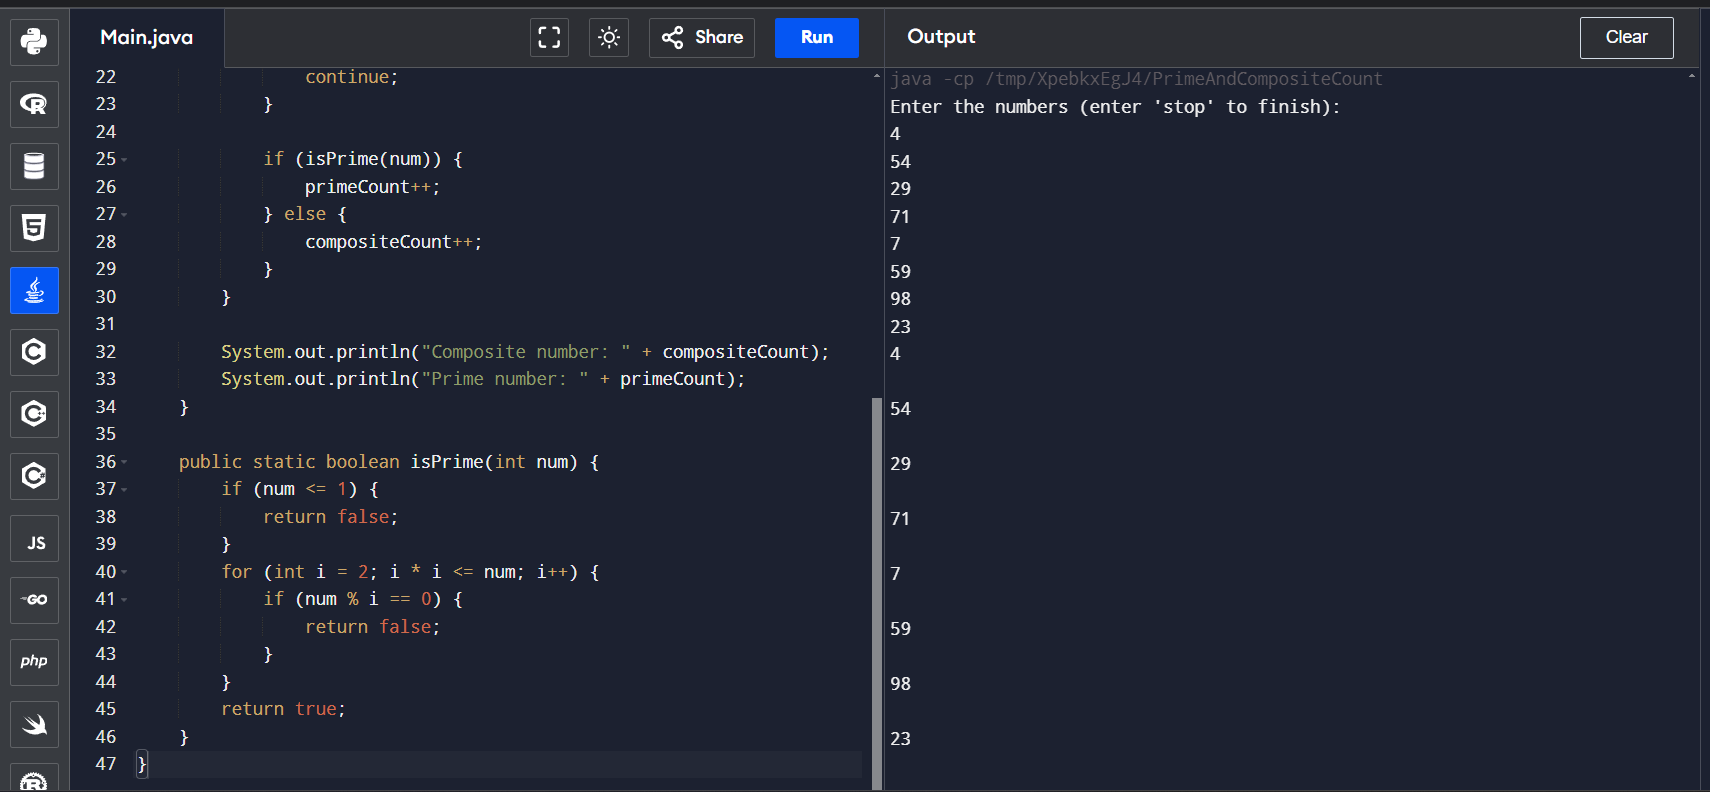 Main.java
Share
Run
Output
Clear
JS
GO
php
22 continue;
23 }
24
25 if (isPrime(num)) {
26 primeCount++;
27 } else {
28 compositeCount++;
29 }
30 }
31
32 System.out.println("Composite number: " + compositeCount);
33 System.out.println("Prime number: " + primeCount);
34 }
35
36 public static boolean isPrime(int num) {
37 if (num <= 1) {
38 return false;
39 }
40 for (int i = 2; i * i <= num; i++) {
41 if (num % i == 0) {
42 return false;
43 }
44 }
45 return true;
46 }
47 }
java -cp /tmp/XpebkxEgJ4/PrimeAndCompositeCount
Enter the numbers (enter 'stop' to finish):
4
54
29
71
7
59
98
23
4
54
29
71
7
59
98
23